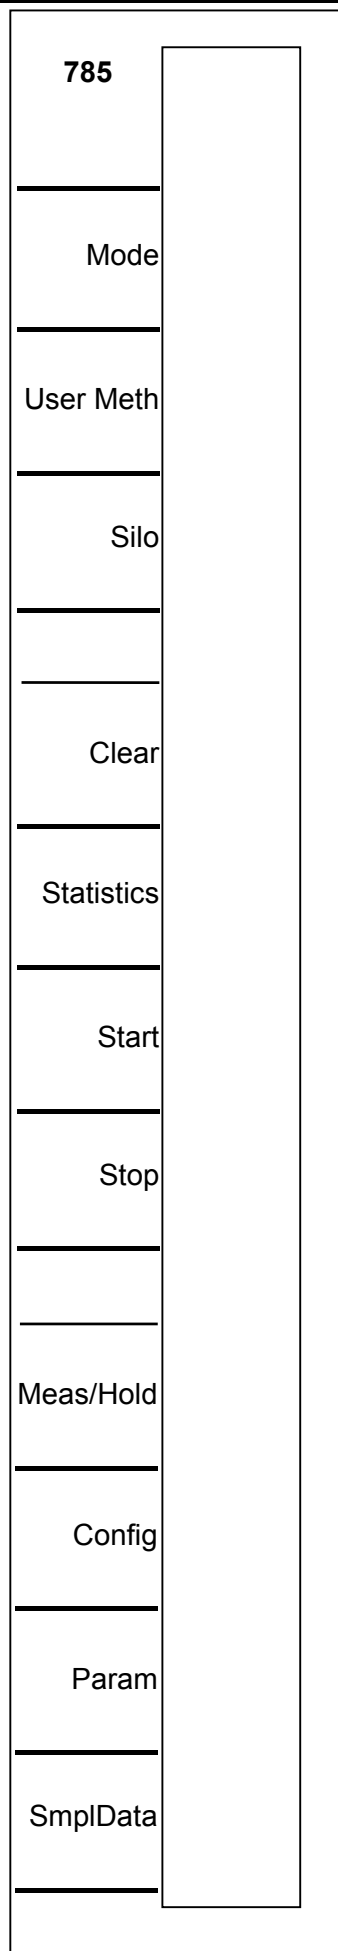 785
Mode
User Meth
Silo
Clear
Statistics
Start
Stop
Meas/Hold
Config
Param
SmplData